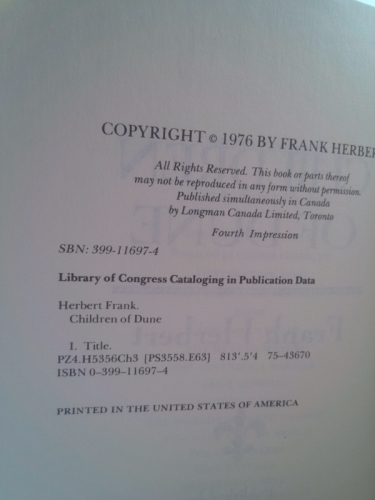 COPYRIGHT © 1976 BY FRANK HERBER
All Rights Reserved. This book or parts thereof
may not be reproduced in any form without permission.
Published simultaneously in Canada
by Longman Canada Limited, Toronto
Fourth Impression
SBN: 399-11697-4
Library of Congress Cataloging in Publication Data
Herbert Frank.
Children of Dune
I. Title.
PZ4.H5356Ch3 [PS3558.E63] 813'.5'4 75-43670
ISBN 0-399-11697-4
PRINTED IN THE UNITED STATES OF AMERICA